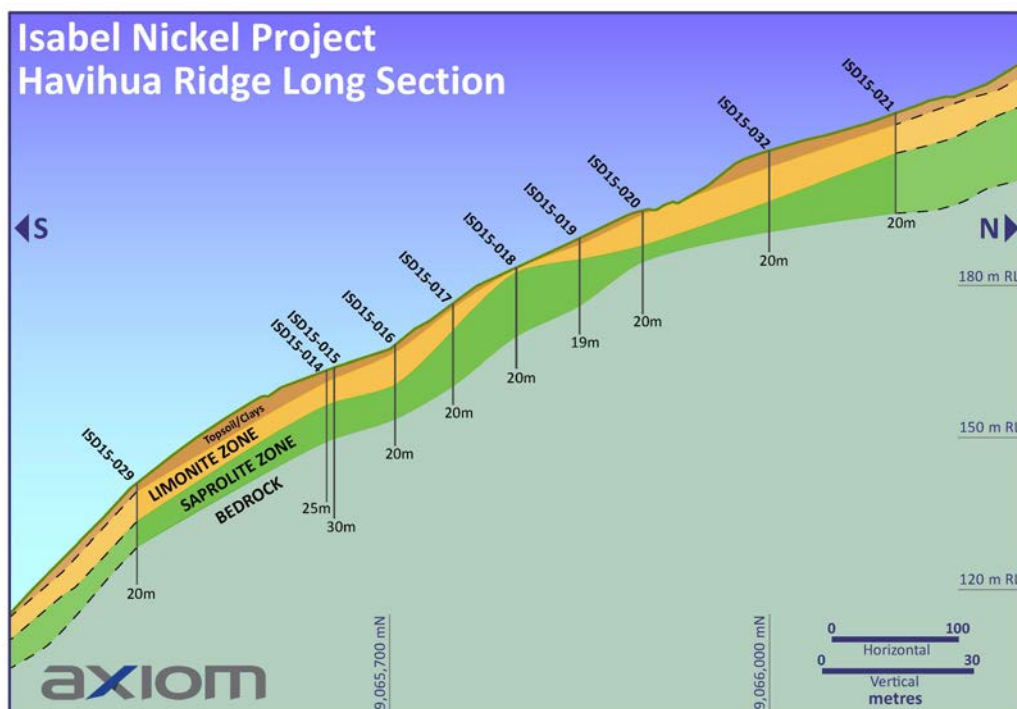 Isabel Nickel Project
Havihua Ridge Long Section
ISD15-021
ISD15-032
ISD15-020
ISD15-019
ISD15-018
ISD15-017
ISD15-016
ISD15-015
ISD15-014
ISD15-029
S
N
20m
20m
20m
19m
20m
20m
20m
25m
30m
20m
180 m RL
150 m RL
120 m RL
Topsoil/Clays
LIMONITE ZONE
SAPROLITE ZONE
BEDROCK
9,065,700 mN
9,066,000 mN
0 100
Horizontal
0 30
Vertical
metres
axiom